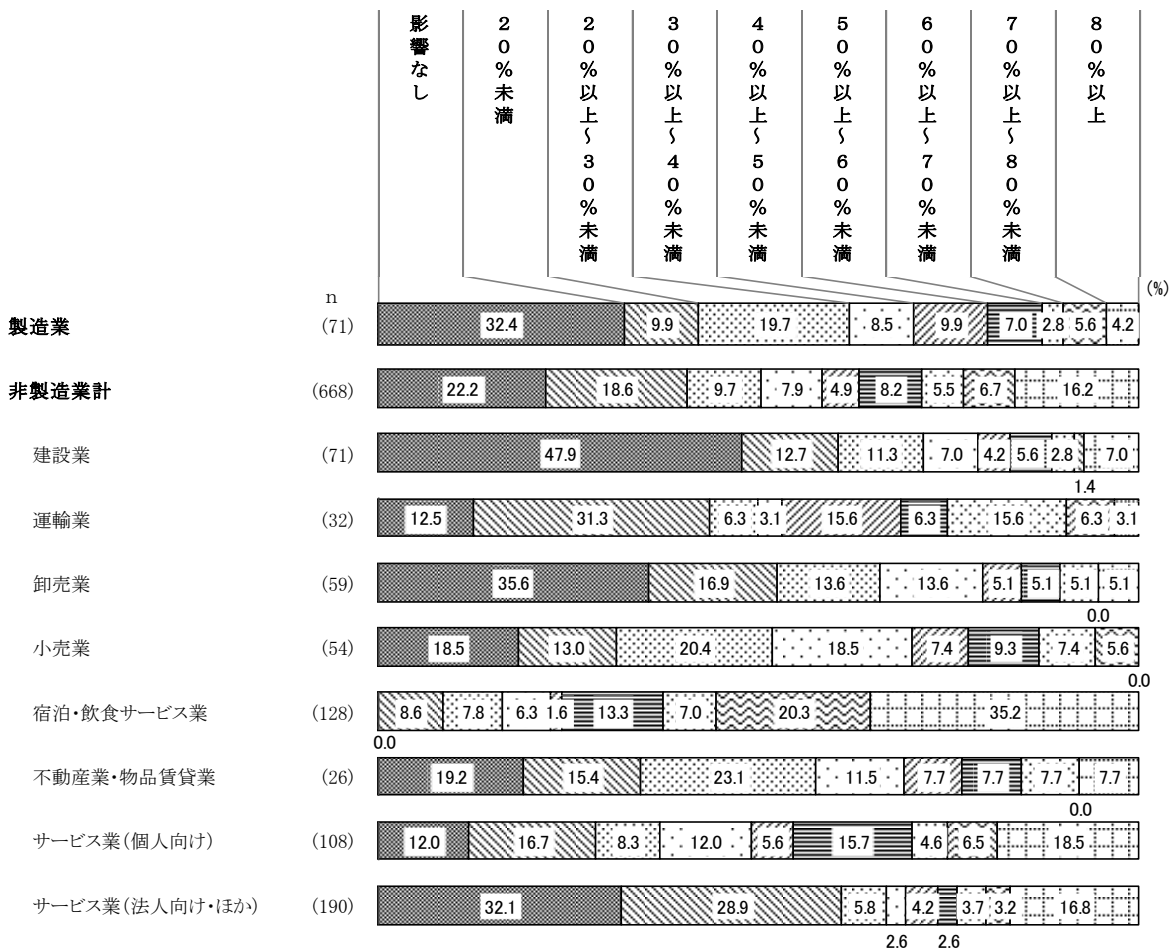 影響なし
20%未満
20%以上~30%未満
30%以上~40%未満
40%以上~50%未満
50%以上~60%未満
60%以上~70%未満
70%以上~80%未満
80%以上
(%)
n
製造業 (71) 32.4 9.9 19.7 8.5 9.9 7.0 2.8 5.6 4.2
非製造業計 (668) 22.2 18.6 9.7 7.9 4.9 8.2 5.5 6.7 16.2
建設業 (71) 47.9 12.7 11.3 7.0 4.2 5.6 2.8 7.0
1.4
運輸業 (32) 12.5 31.3 6.3 3.1 15.6 6.3 15.6 6.3 3.1
卸売業 (59) 35.6 16.9 13.6 13.6 5.1 5.1 5.1 5.1
0.0
小売業 (54) 18.5 13.0 20.4 18.5 7.4 9.3 7.4 5.6
0.0
宿泊・飲食サービス業 (128) 8.6 7.8 6.3 1.6 13.3 7.0 20.3 35.2
0.0
不動産業・物品賃貸業 (26) 19.2 15.4 23.1 11.5 7.7 7.7 7.7 7.7
0.0
サービス業(個人向け) (108) 12.0 16.7 8.3 12.0 5.6 15.7 4.6 6.5 18.5
サービス業(法人向け・ほか) (190) 32.1 28.9 5.8 4.2 3.7 3.2 16.8
2.6 2.6